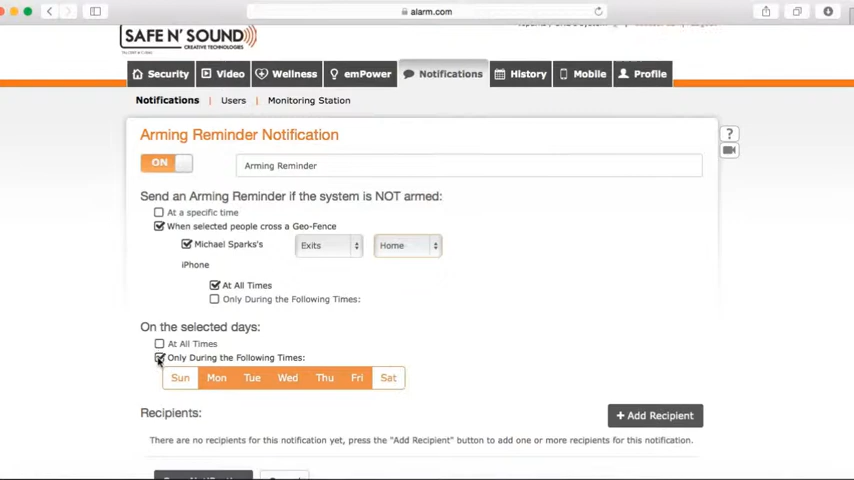 alarm.com
SAFE N' SOUND
CREATIVE TECHNOLOGIES
Security Video Wellness emPower Notifications History Mobile Profile
Notifications Users Monitoring Station
Arming Reminder Notification
?
ON Arming Reminder
Send an Arming Reminder if the system is NOT armed:
At a specific time
When selected people cross a Geo-Fence
Michael Sparks's Exits Home
iPhone
At All Times
Only During the Following Times:
On the selected days:
At All Times
Only During the Following Times:
Sun Mon Tue Wed Thu Fri Sat
Recipients: + Add Recipient
There are no recipients for this notification yet, press the "Add Recipient" button to add one or more recipients for this notification.